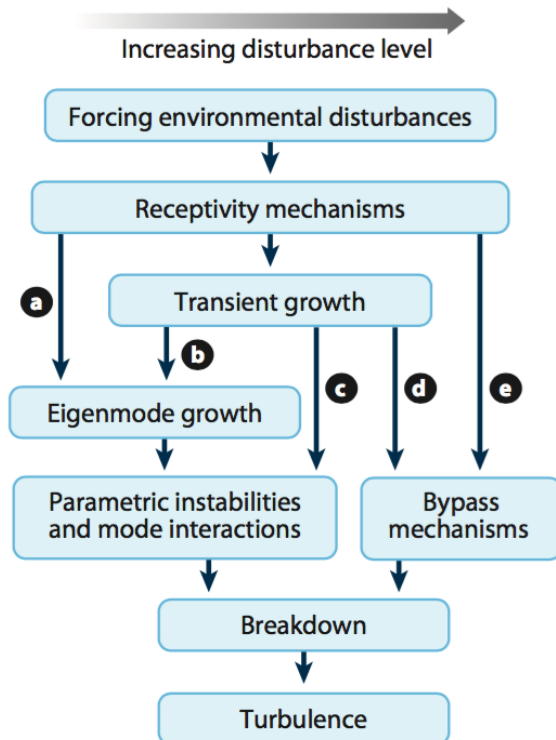 Increasing disturbance level
Forcing environmental disturbances
Receptivity mechanisms
a
Transient growth
b
c
d
e
Eigenmode growth
Parametric instabilities
and mode interactions
Bypass
mechanisms
Breakdown
Turbulence